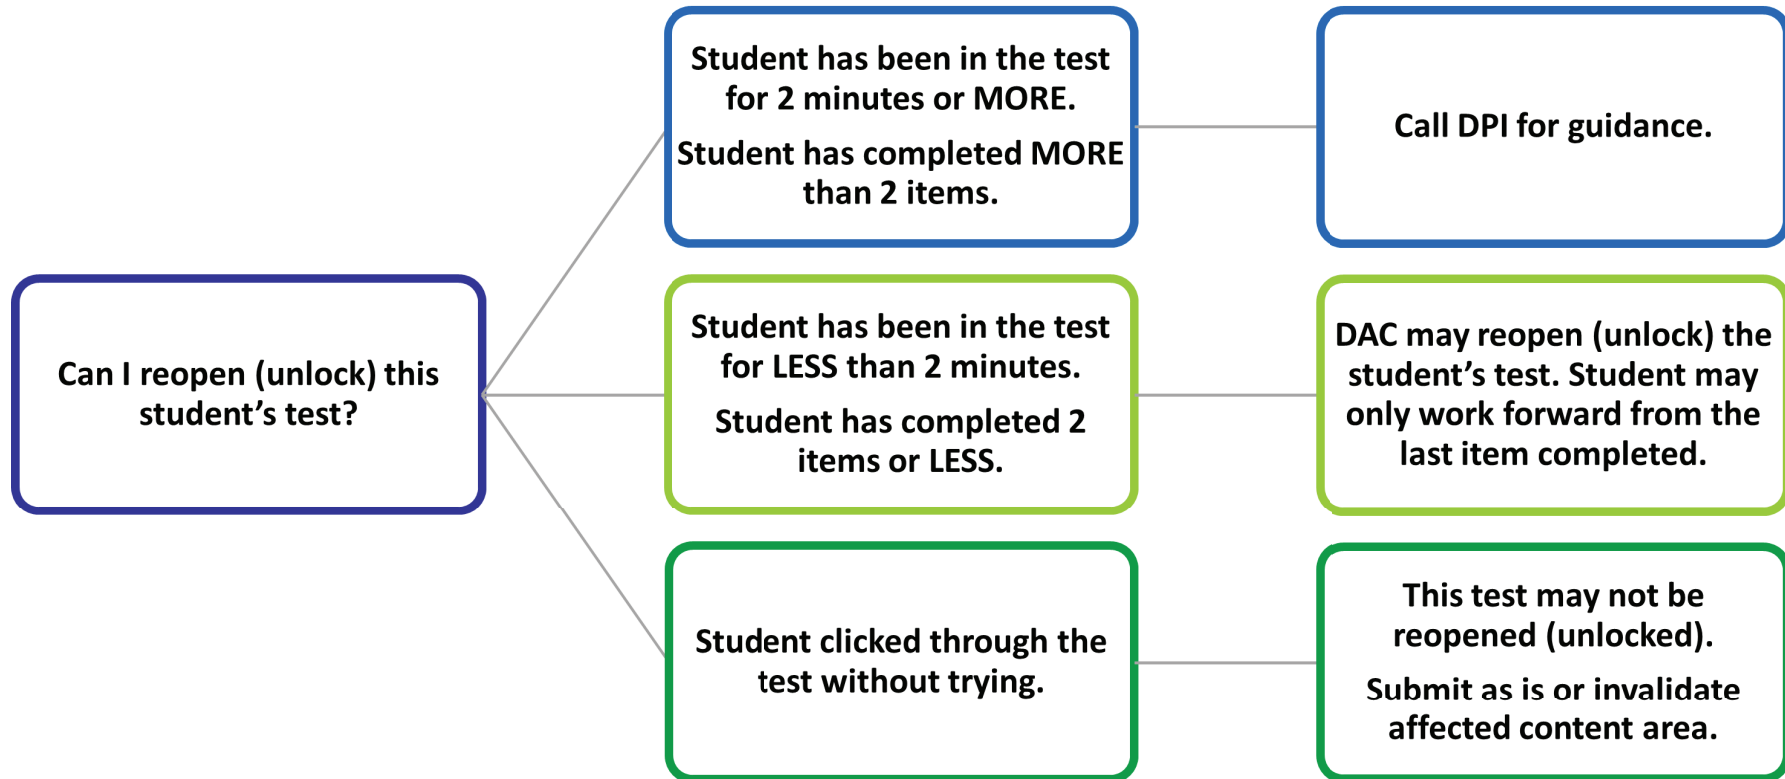 Can I reopen (unlock) this
student’s test?
Student has been in the test
for 2 minutes or MORE.
Student has completed MORE
than 2 items.
Call DPI for guidance.
Student has been in the test
for LESS than 2 minutes.
Student has completed 2
items or LESS.
DAC may reopen (unlock) the
student’s test. Student may
only work forward from the
last item completed.
Student clicked through the
test without trying.
This test may not be
reopened (unlocked).
Submit as is or invalidate
affected content area.